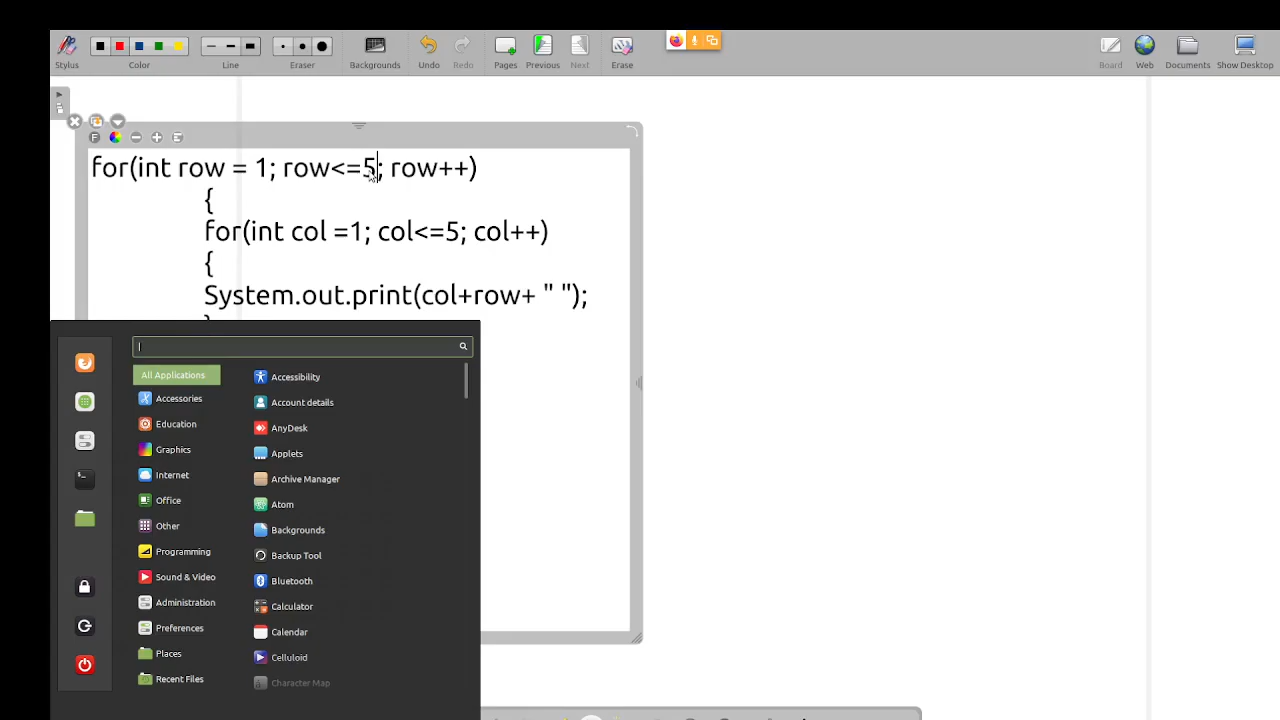 Stylus Color Line Eraser Backgrounds Undo Redo Pages Previous Next Erase Board Web Documents Show Desktop
for(int row = 1; row<=5; row++)
{
for(int col =1; col<=5; col++)
{
System.out.print(col+row+ " ");
All Applications
Accessories
Education
Graphics
Internet
Office
Other
Programming
Sound & Video
Administration
Preferences
Places
Recent Files
Accessibility
Account details
AnyDesk
Applets
Archive Manager
Atom
Backgrounds
Backup Tool
Bluetooth
Calculator
Calendar
Celluloid
Character Map